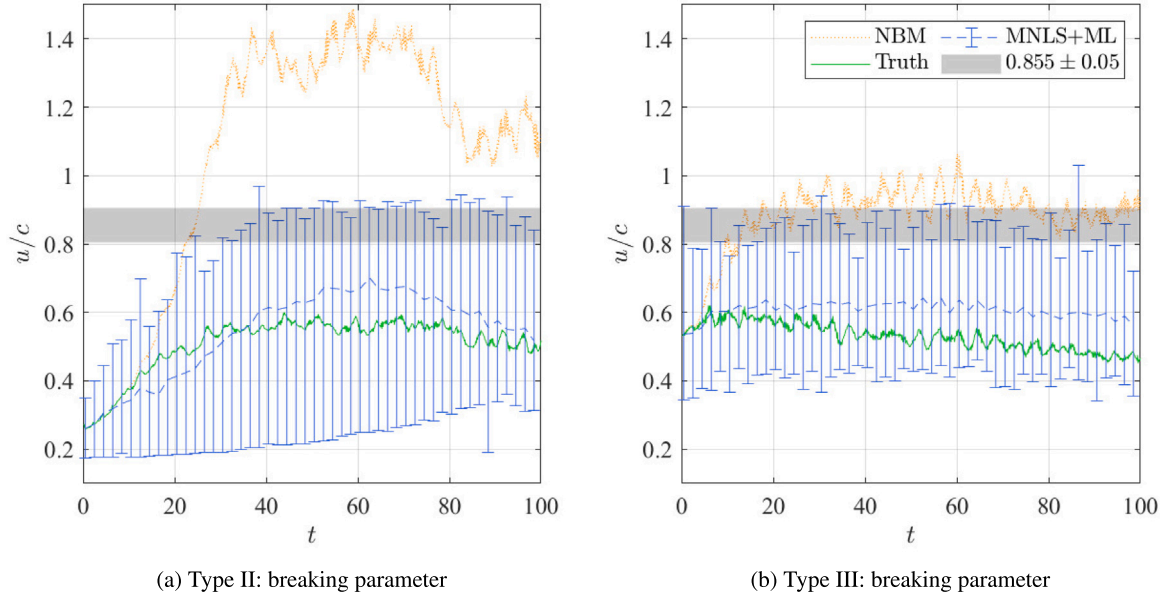 1.4
1.2
1
0.8
0.6
0.4
0.2
u/c
0 20 40 60 80 100
t
(a) Type II: breaking parameter
NBM MNLS+ML
Truth 0.855 ± 0.05
1.4
1.2
1
0.8
0.6
0.4
0.2
u/c
0 20 40 60 80 100
t
(b) Type III: breaking parameter